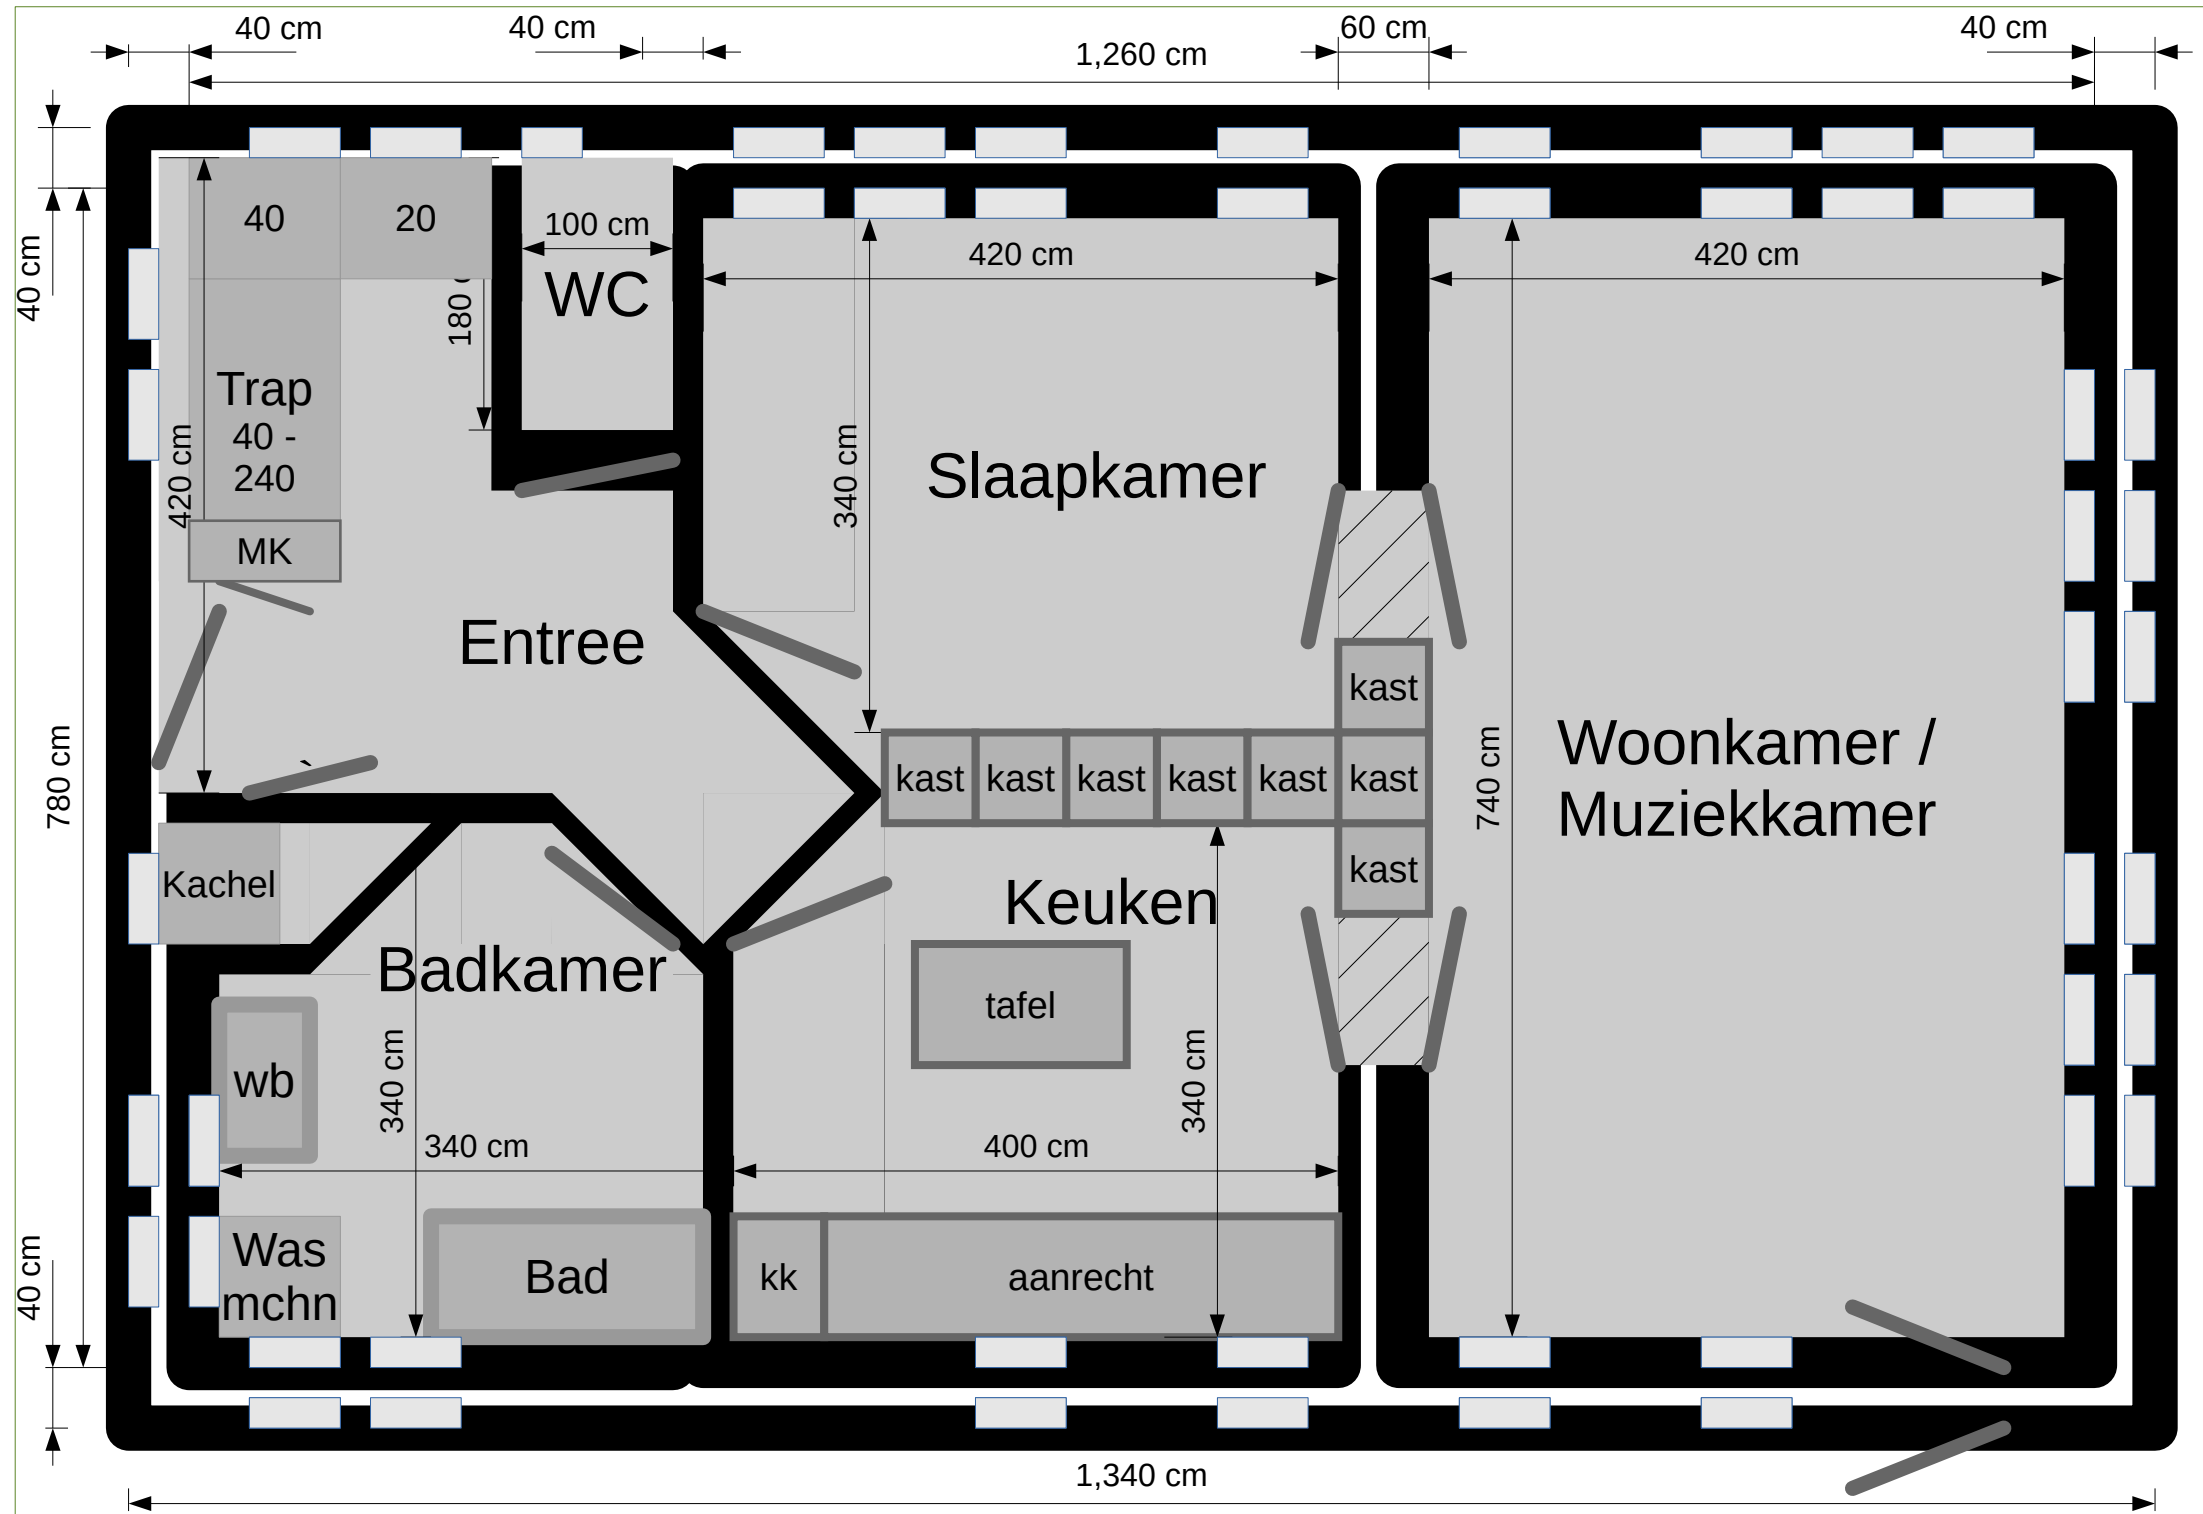 40 cm
40 cm
60 cm
40 cm
1,260 cm
40
20
100 cm
420 cm
420 cm
40 cm
180
WC
Trap
40 -
240
420 cm
340 cm
Slaapkamer
MK
Entree
kast
kast
kast
kast
kast
kast
kast
kast
780 cm
740 cm
Woonkamer /
Muziekkamer
Kachel
Keuken
Badkamer
tafel
wb
340 cm
340 cm
340 cm
400 cm
40 cm
Was
mchn
Bad
kk
aanrecht
1,340 cm